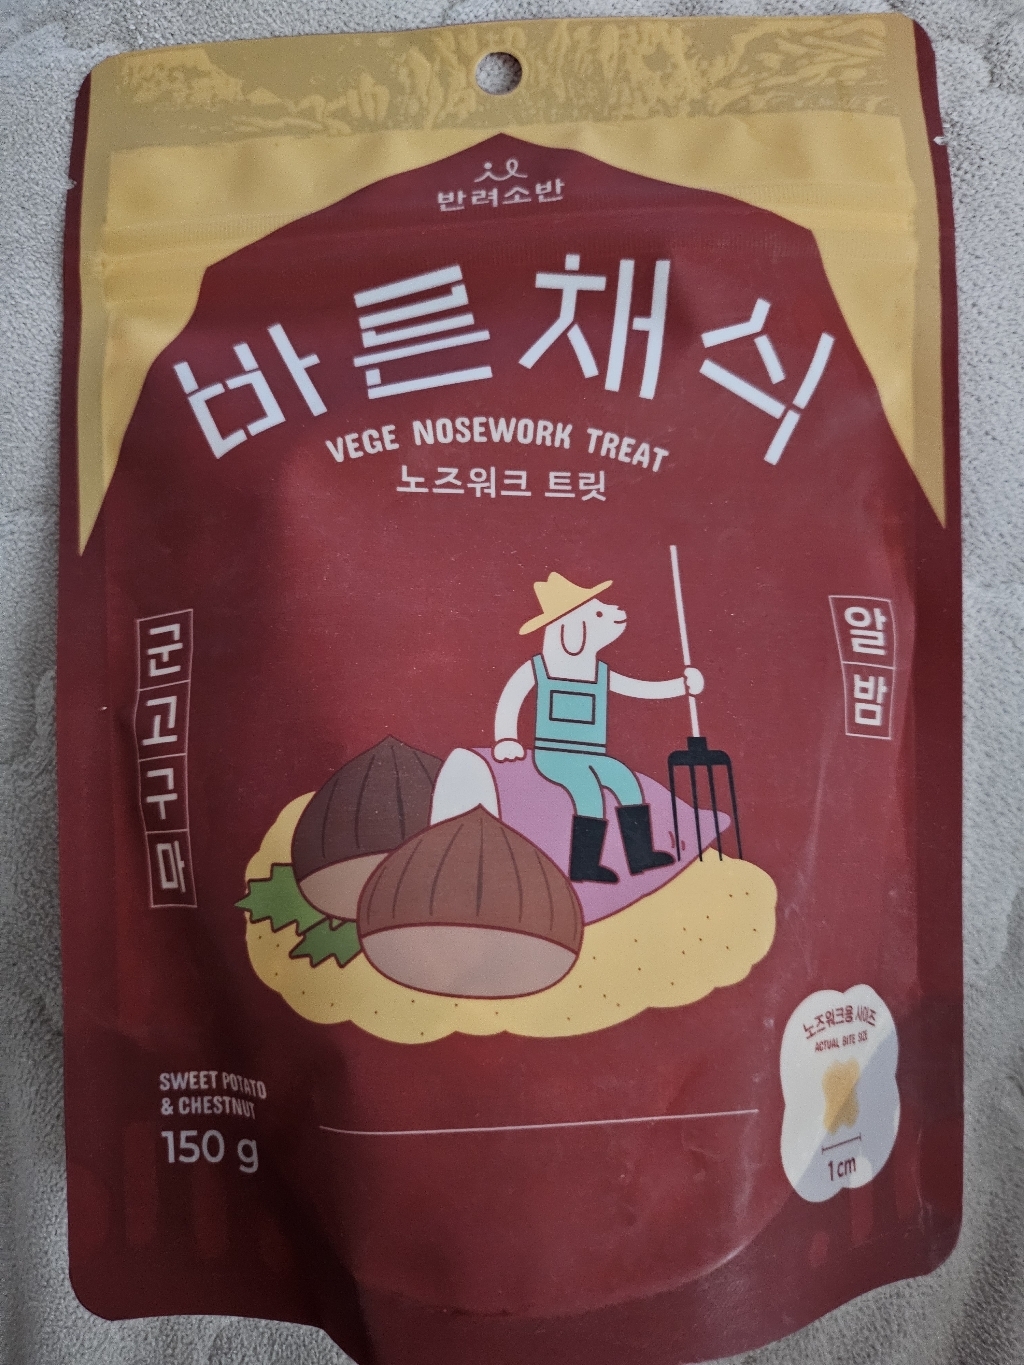 반려소반
바른채식
VEGE NOSEWORK TREAT
노즈워크 트릿
군고구마
알밤
노즈워크용 사이즈
ACTUAL BITE SIZE
1cm
SWEET POTATO
& CHESTNUT
150 g